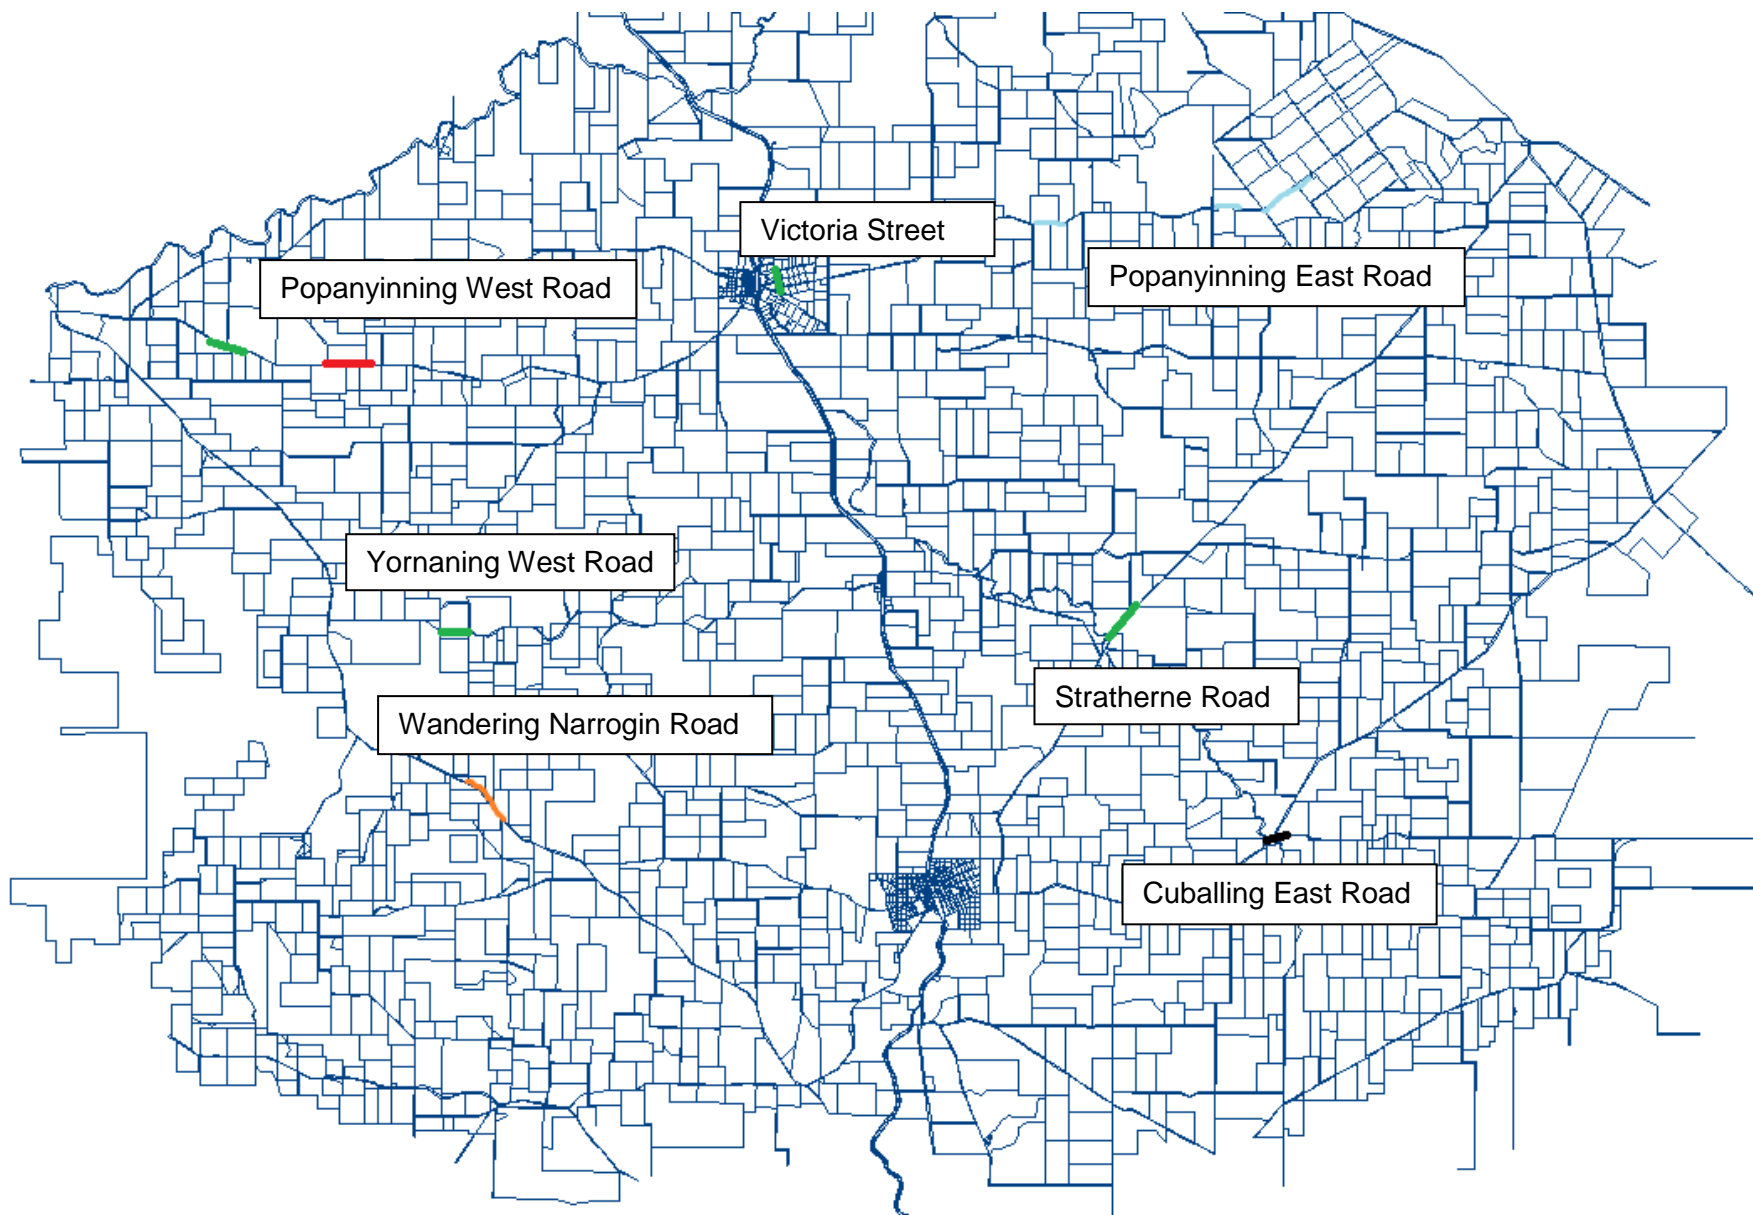 Victoria Street
Popanyinning East Road
Popanyinning West Road
Yornaning West Road
Stratherne Road
Wandering Narrogin Road
Cuballing East Road